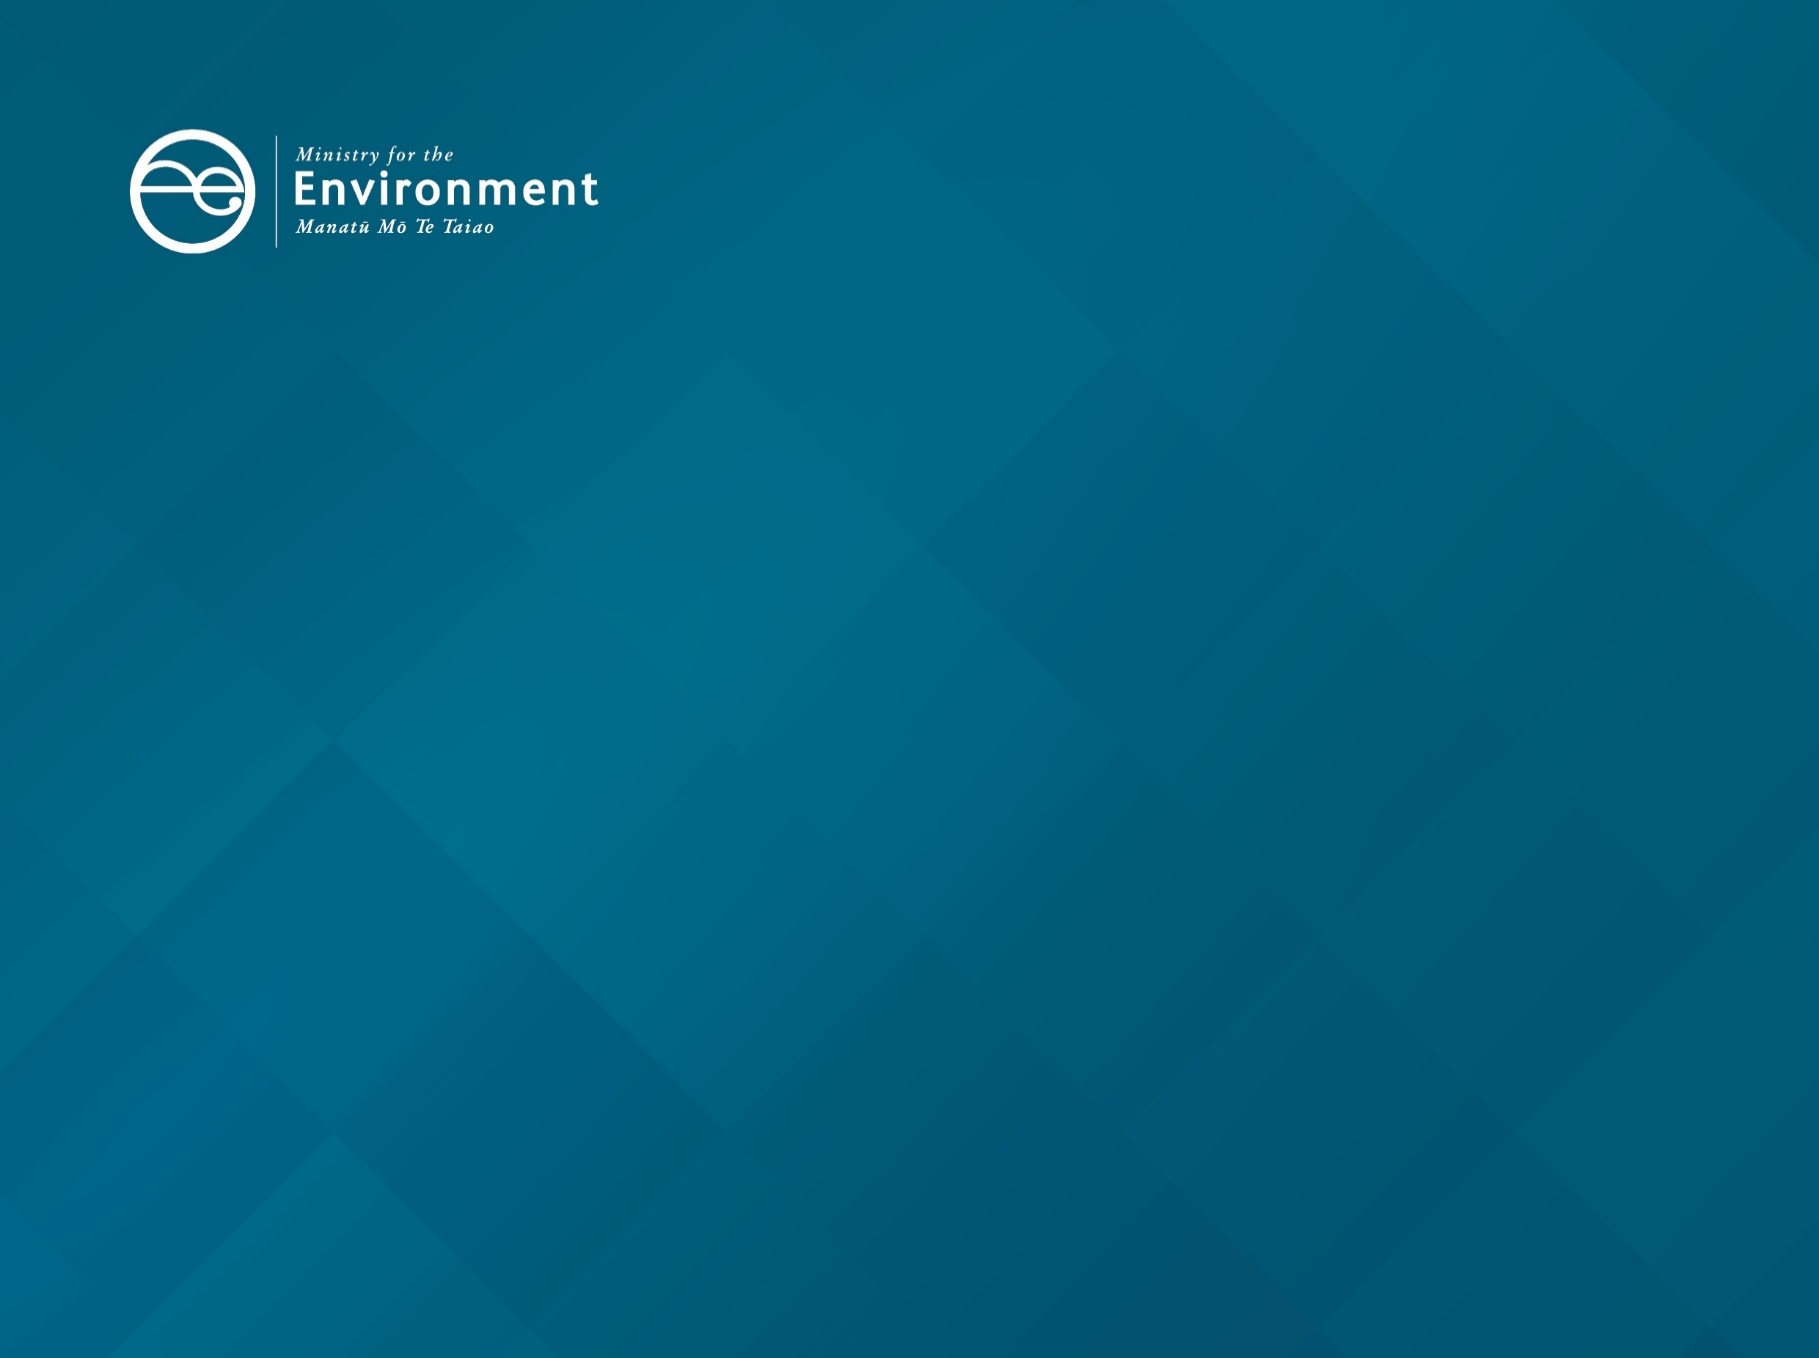 Ministry for the
Environment
Manatū Mō Te Taiao